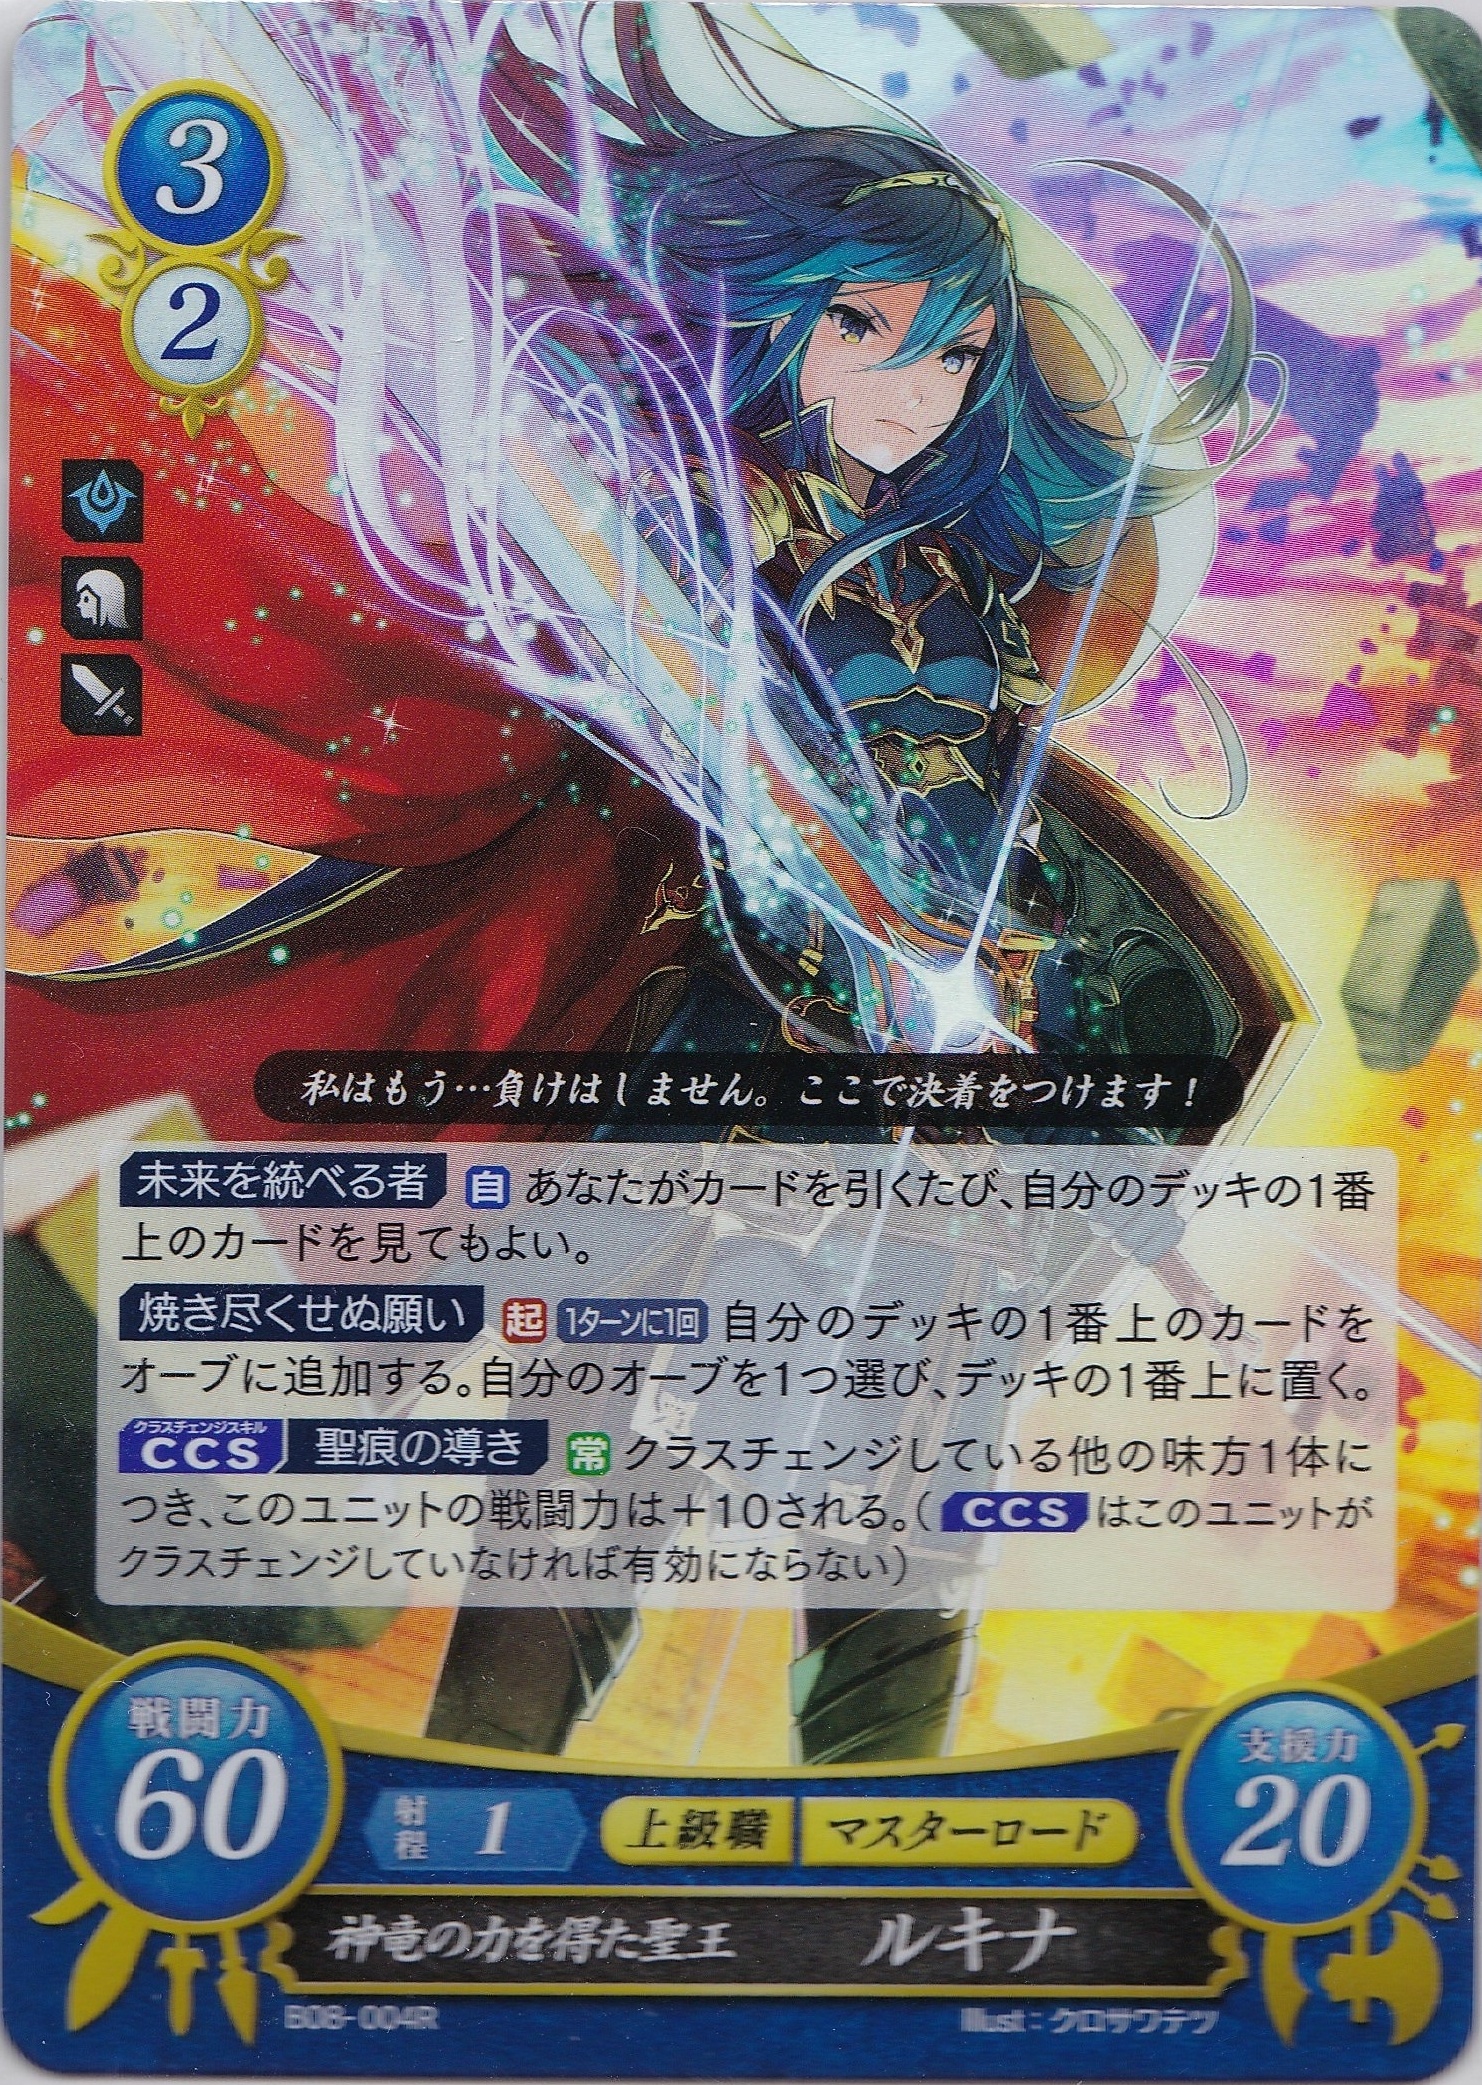 3
2
私はもう…負けはしません。ここで決着をつけます！
未来を統べる者 自 あなたがカードを引くたび、自分のデッキの1番
上のカードを見てもよい。
焼き尽くせぬ願い 起 1ターンに1回 自分のデッキの1番上のカードを
オーブに追加する。自分のオーブを1つ選び、デッキの1番上に置く。
クラスチェンジスキル
CCS 聖痕の導き 常 クラスチェンジしている他の味方1体に
つき、このユニットの戦闘力は＋10される。（CCSはこのユニットが
クラスチェンジしていなければ有効にならない）
戦闘力
60
射程 1
上級職 マスターロード
支援力
20
神竜の力を得た聖王 ルキナ
B08-004R
Illust：クロサワテツ